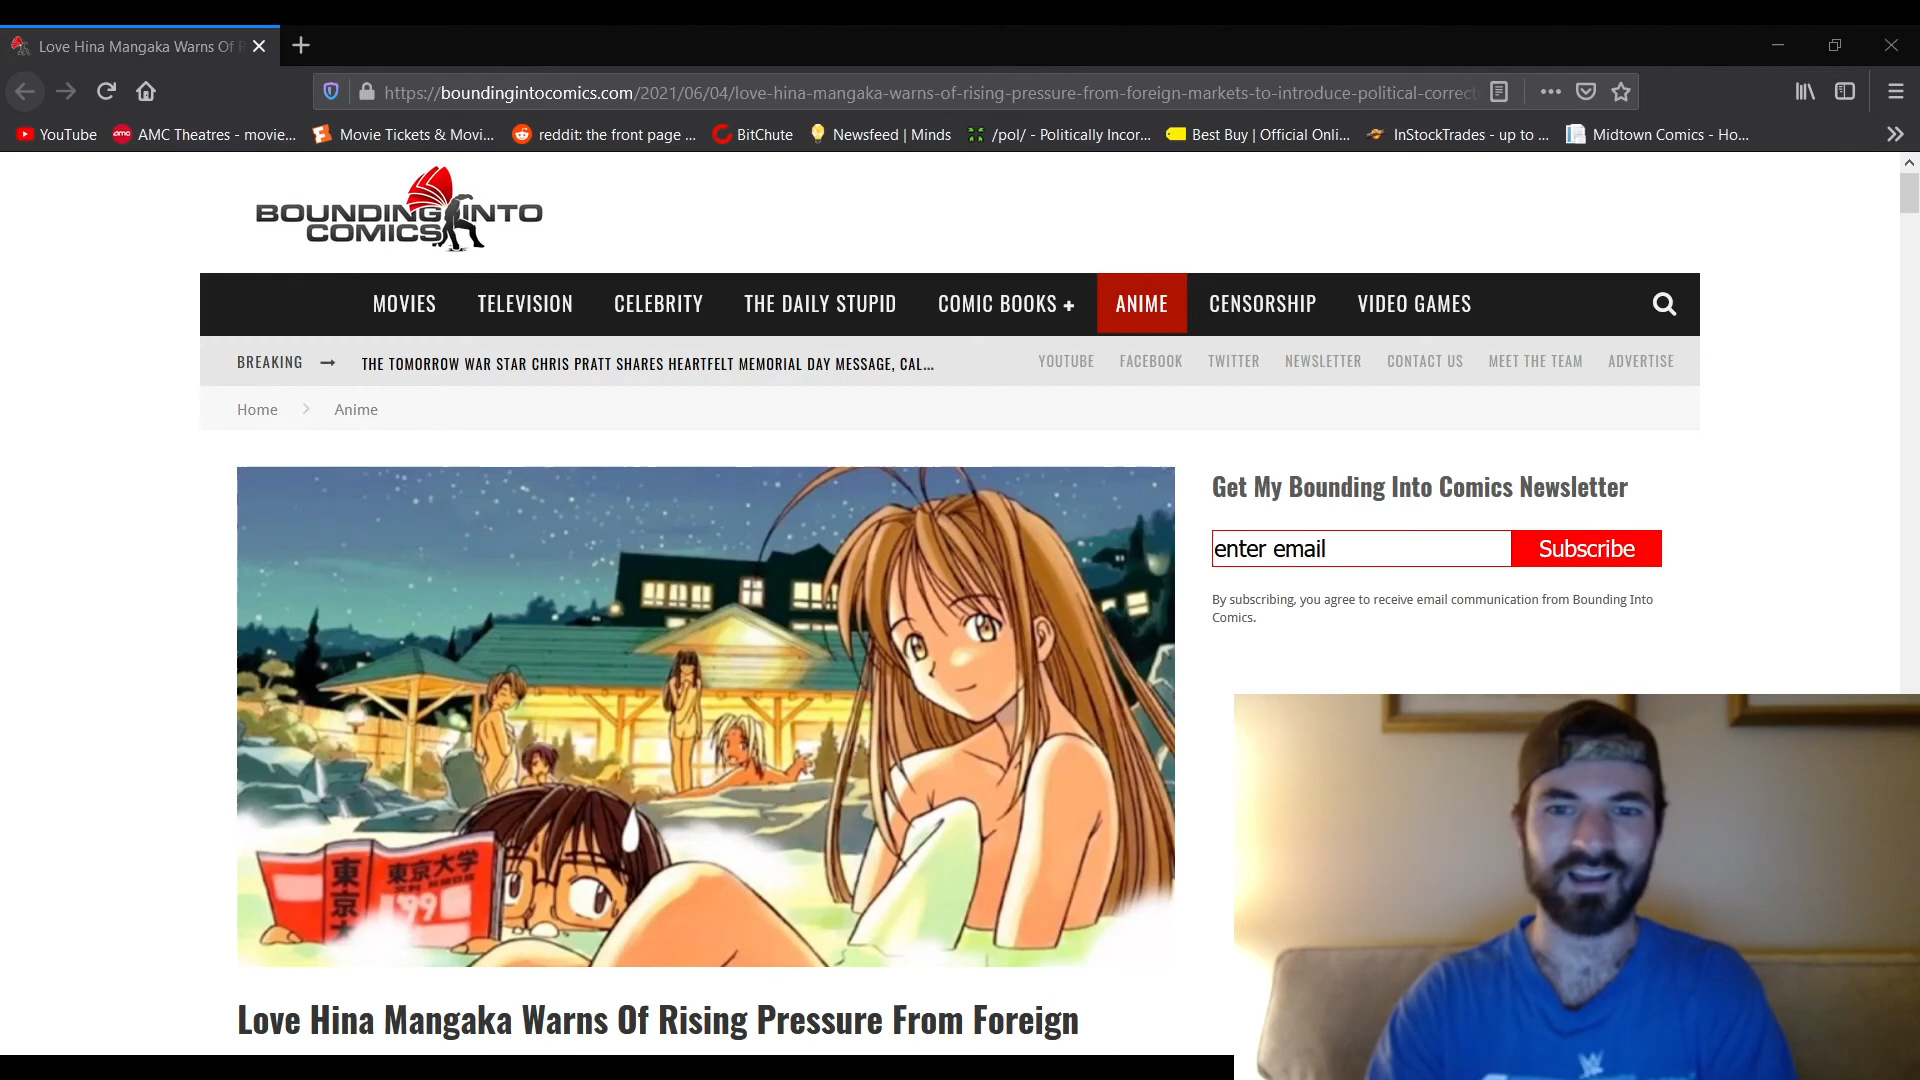 Love Hina Mangaka Warns Of R
https://boundingintocomics.com/2021/06/04/love-hina-mangaka-warns-of-rising-pressure-from-foreign-markets-to-introduce-political-correct
YouTube AMC Theatres - movie... Movie Tickets & Movi... reddit: the front page ... BitChute Newsfeed | Minds /pol/ - Politically Incor... Best Buy | Official Onli... InStockTrades - up to ... Midtown Comics - Ho...
BOUNDING INTO
COMICS
MOVIES TELEVISION CELEBRITY THE DAILY STUPID COMIC BOOKS + ANIME CENSORSHIP VIDEO GAMES
BREAKING → THE TOMORROW WAR STAR CHRIS PRATT SHARES HEARTFELT MEMORIAL DAY MESSAGE, CAL... YOUTUBE FACEBOOK TWITTER NEWSLETTER CONTACT US MEET THE TEAM ADVERTISE
Home > Anime
Get My Bounding Into Comics Newsletter
enter email Subscribe
By subscribing, you agree to receive email communication from Bounding Into
Comics.
東京大
東京大学
'99
Love Hina Mangaka Warns Of Rising Pressure From Foreign
W